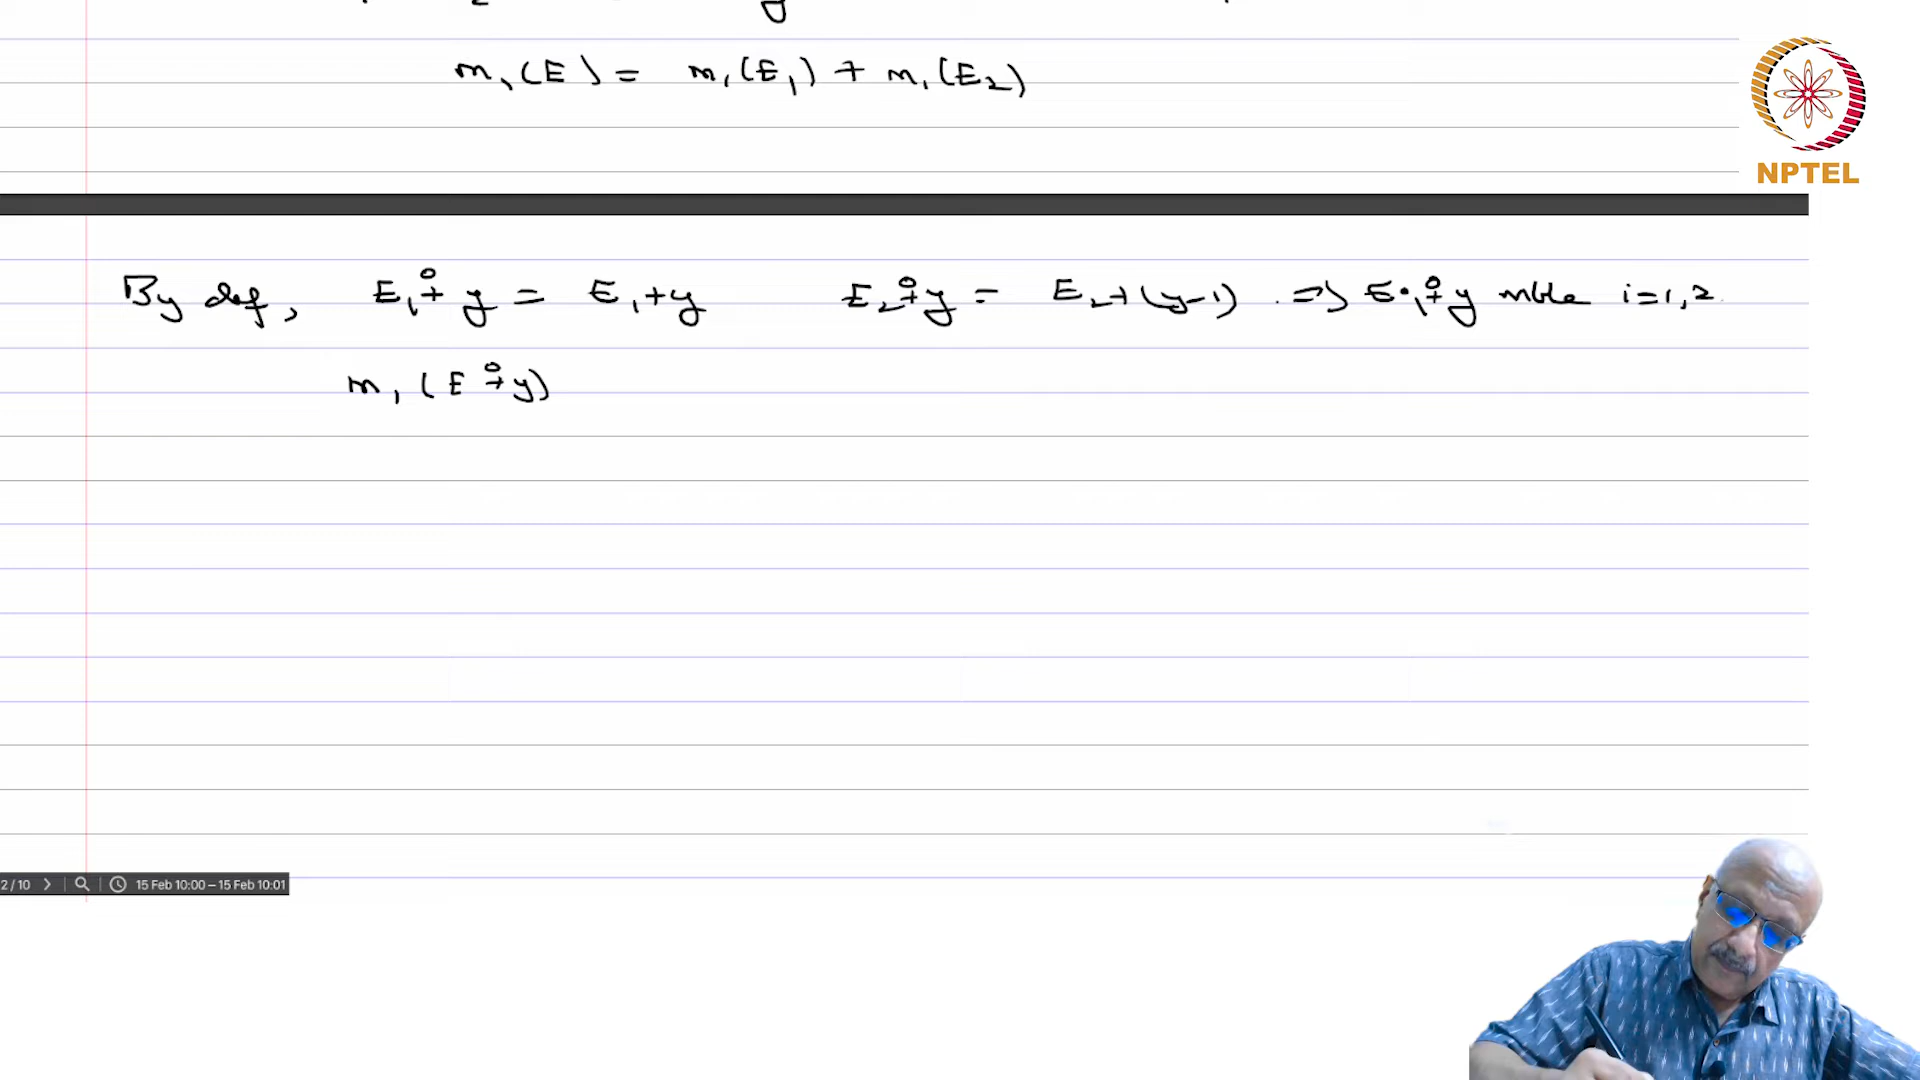 m₁(E) = m₁(E₁) + m₁(E₂)
NPTEL
By def, E₁ +̊ y = E₁ + y E₂ +̊ y = E₂ + (y-1) . ⇒ Eᵢ +̊ y mble i=1,2.
m₁(E +̊ y)
2/10 15 Feb 10:00 – 15 Feb 10:01